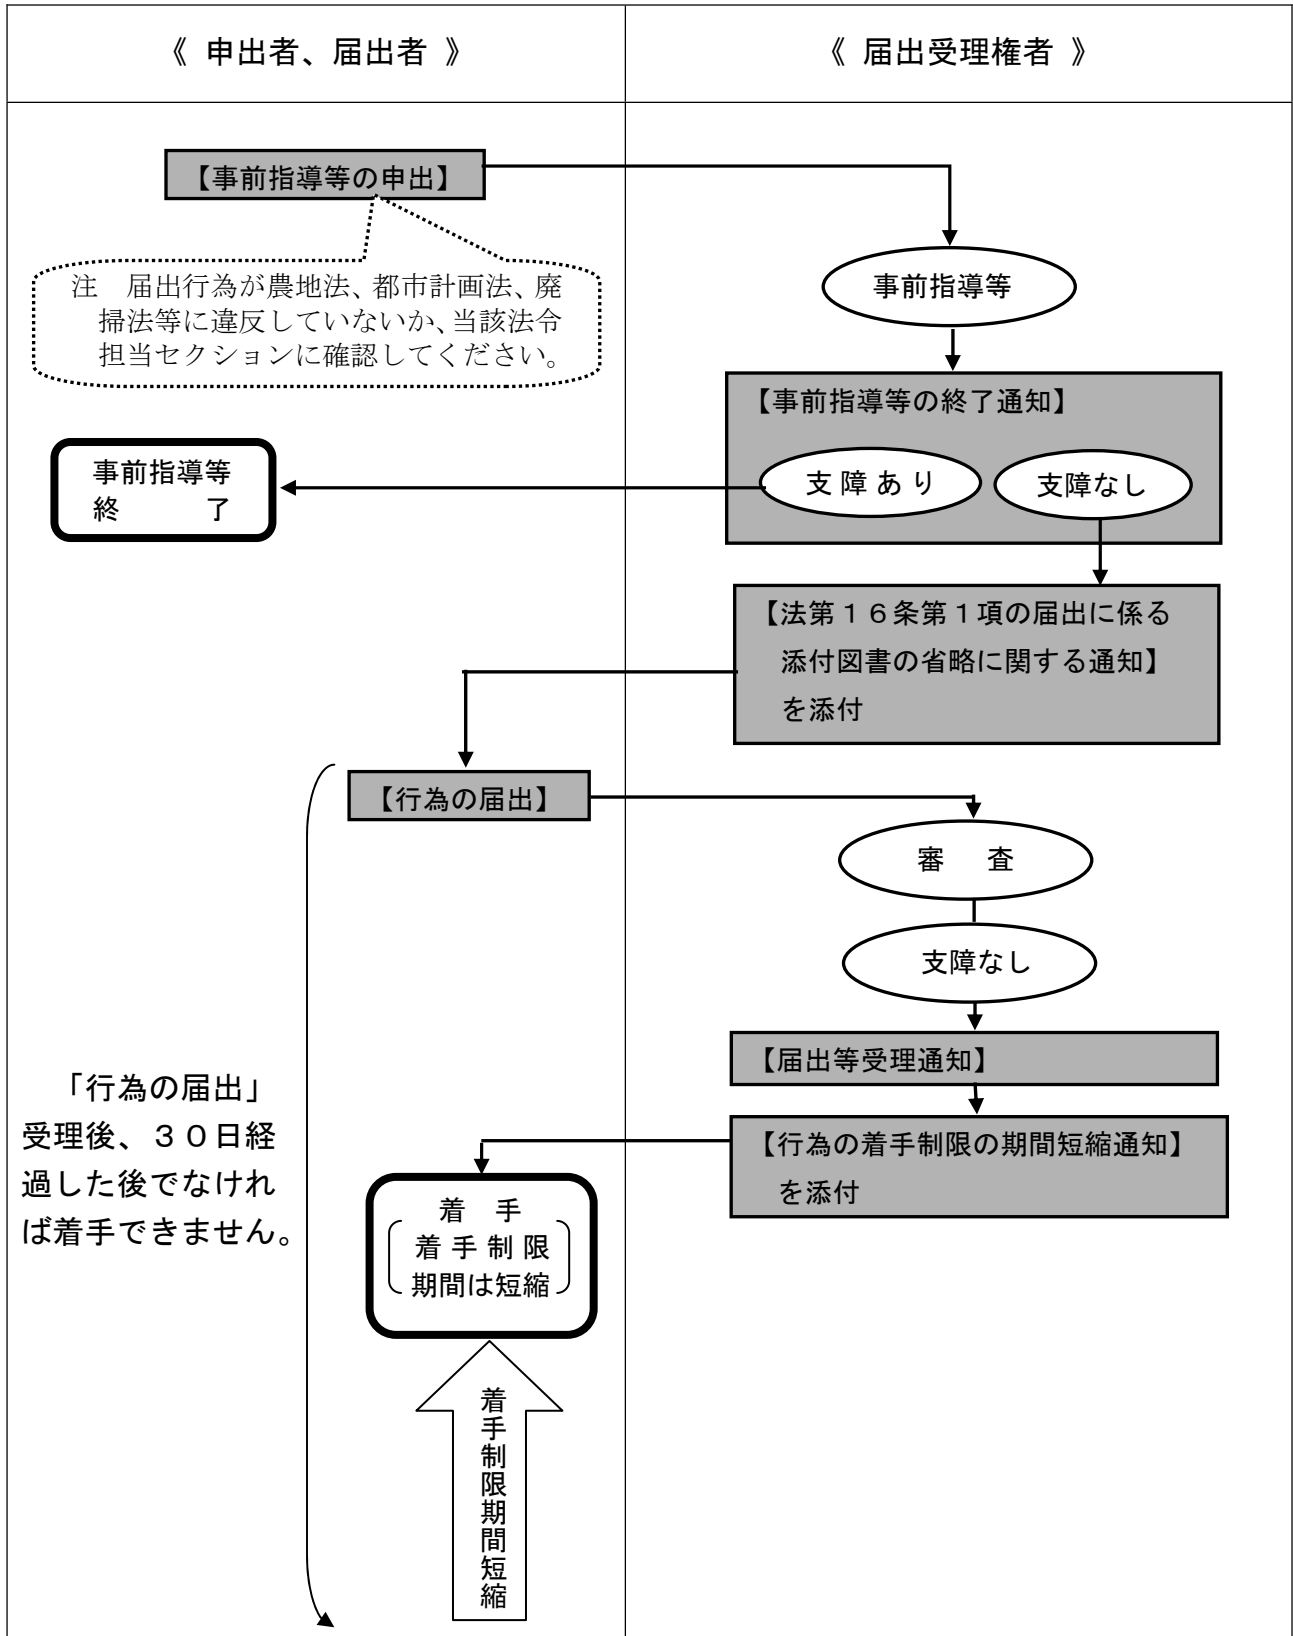 《 申出者、届出者 》
《 届出受理権者 》
【事前指導等の申出】
注　届出行為が農地法、都市計画法、廃
掃法等に違反していないか、当該法令
担当セクションに確認してください。
事前指導等
【事前指導等の終了通知】
支障あり
支障なし
事前指導等
終　　　了
【法第１６条第１項の届出に係る
添付図書の省略に関する通知】
を添付
【行為の届出】
審　査
支障なし
【届出等受理通知】
【行為の着手制限の期間短縮通知】
を添付
「行為の届出」
受理後、３０日経
過した後でなけれ
ば着手できません。
着　手
着手制限
期間は短縮
着手制限期間短縮